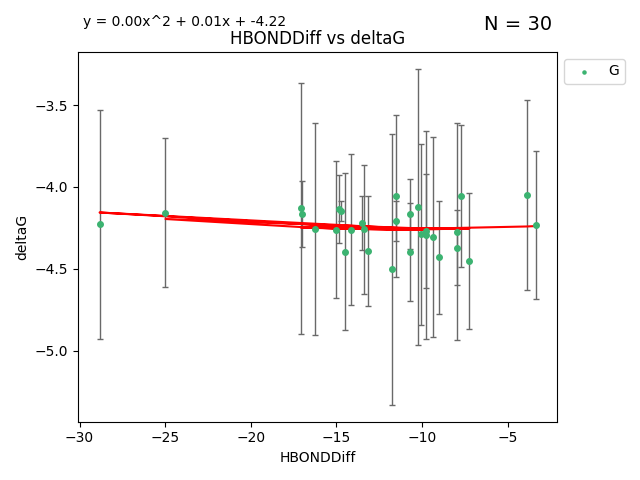 y = 0.00x^2 + 0.01x + -4.22
N = 30
HBONDDiff vs deltaG
G
−3.5
−4.0
−4.5
−5.0
deltaG
−30
−25
−20
−15
−10
−5
HBONDDiff